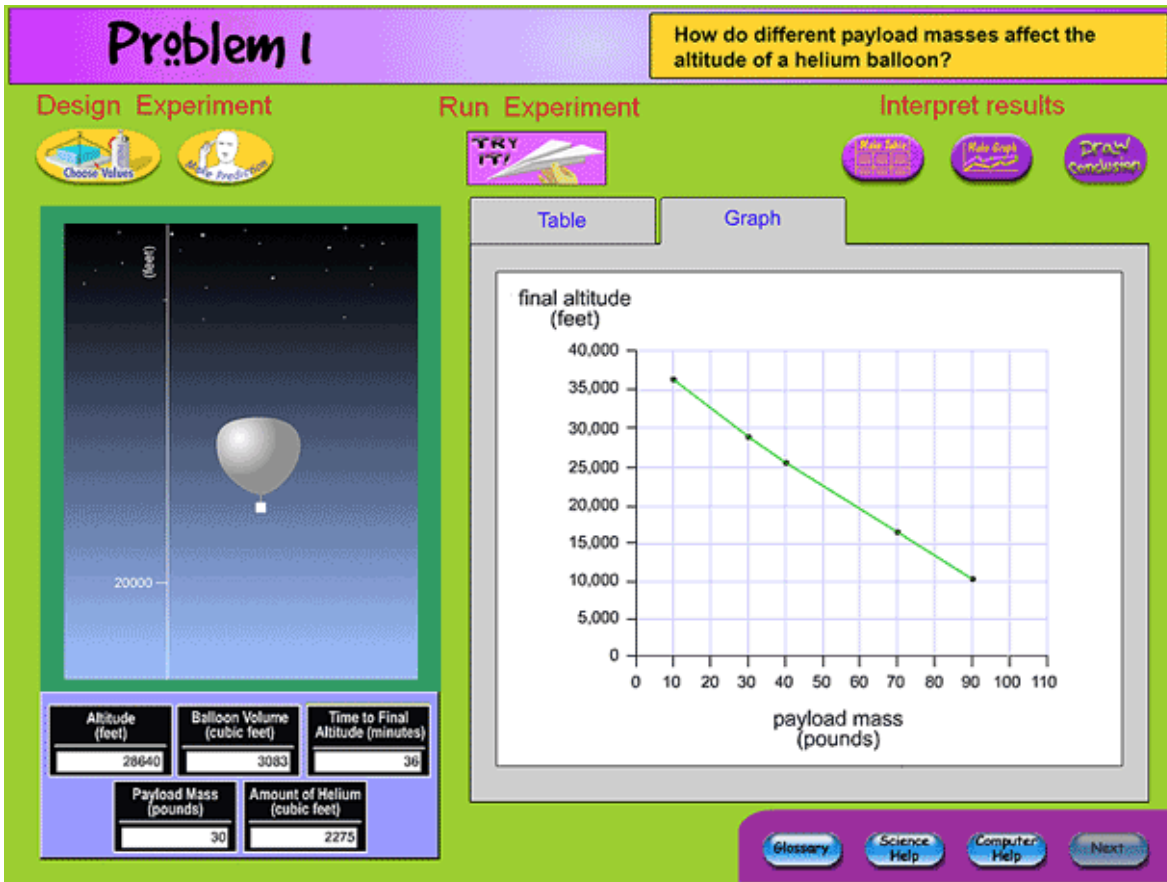 Problem 1
How do different payload masses affect the
altitude of a helium balloon?
Design Experiment
Run Experiment
Interpret results
Choose Values
Make Prediction
TRY
IT!
Make Table
Make Graph
Draw
Conclusion
(feet)
20000
Table
Graph
final altitude
(feet)
40,000
35,000
30,000
25,000
20,000
15,000
10,000
5,000
0
0 10 20 30 40 50 60 70 80 90 100 110
payload mass
(pounds)
Altitude
(feet)
28640
Balloon Volume
(cubic feet)
3083
Time to Final
Altitude (minutes)
36
Payload Mass
(pounds)
30
Amount of Helium
(cubic feet)
2275
Glossary
Science
Help
Computer
Help
Next